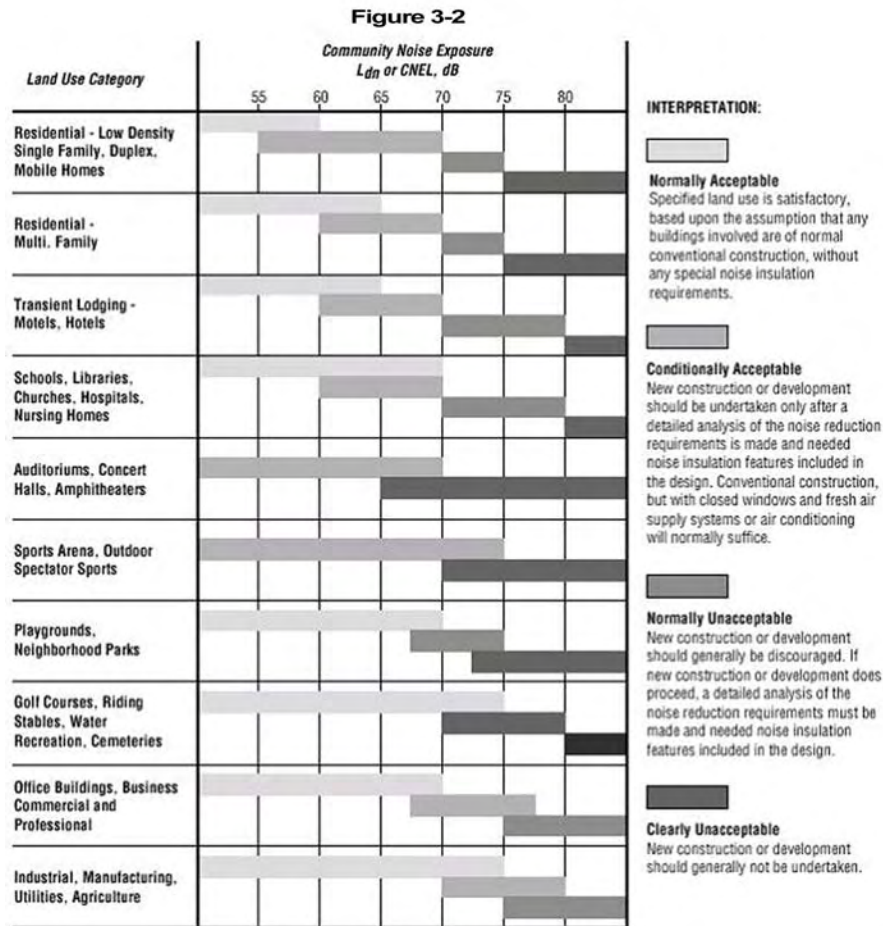 Figure 3-2
Community Noise Exposure
Ldn or CNEL, dB
Land Use Category
55 60 65 70 75 80
Residential - Low Density
Single Family, Duplex,
Mobile Homes
Residential -
Multi. Family
Transient Lodging -
Motels, Hotels
Schools, Libraries,
Churches, Hospitals,
Nursing Homes
Auditoriums, Concert
Halls, Amphitheaters
Sports Arena, Outdoor
Spectator Sports
Playgrounds,
Neighborhood Parks
Golf Courses, Riding
Stables, Water
Recreation, Cemeteries
Office Buildings, Business
Commercial and
Professional
Industrial, Manufacturing,
Utilities, Agriculture
INTERPRETATION:
Normally Acceptable
Specified land use is satisfactory,
based upon the assumption that any
buildings involved are of normal
conventional construction, without
any special noise insulation
requirements.
Conditionally Acceptable
New construction or development
should be undertaken only after a
detailed analysis of the noise reduction
requirements is made and needed
noise insulation features included in
the design. Conventional construction,
but with closed windows and fresh air
supply systems or air conditioning
will normally suffice.
Normally Unacceptable
New construction or development
should generally be discouraged. If
new construction or development does
proceed, a detailed analysis of the
noise reduction requirements must be
made and needed noise insulation
features included in the design.
Clearly Unacceptable
New construction or development
should generally not be undertaken.